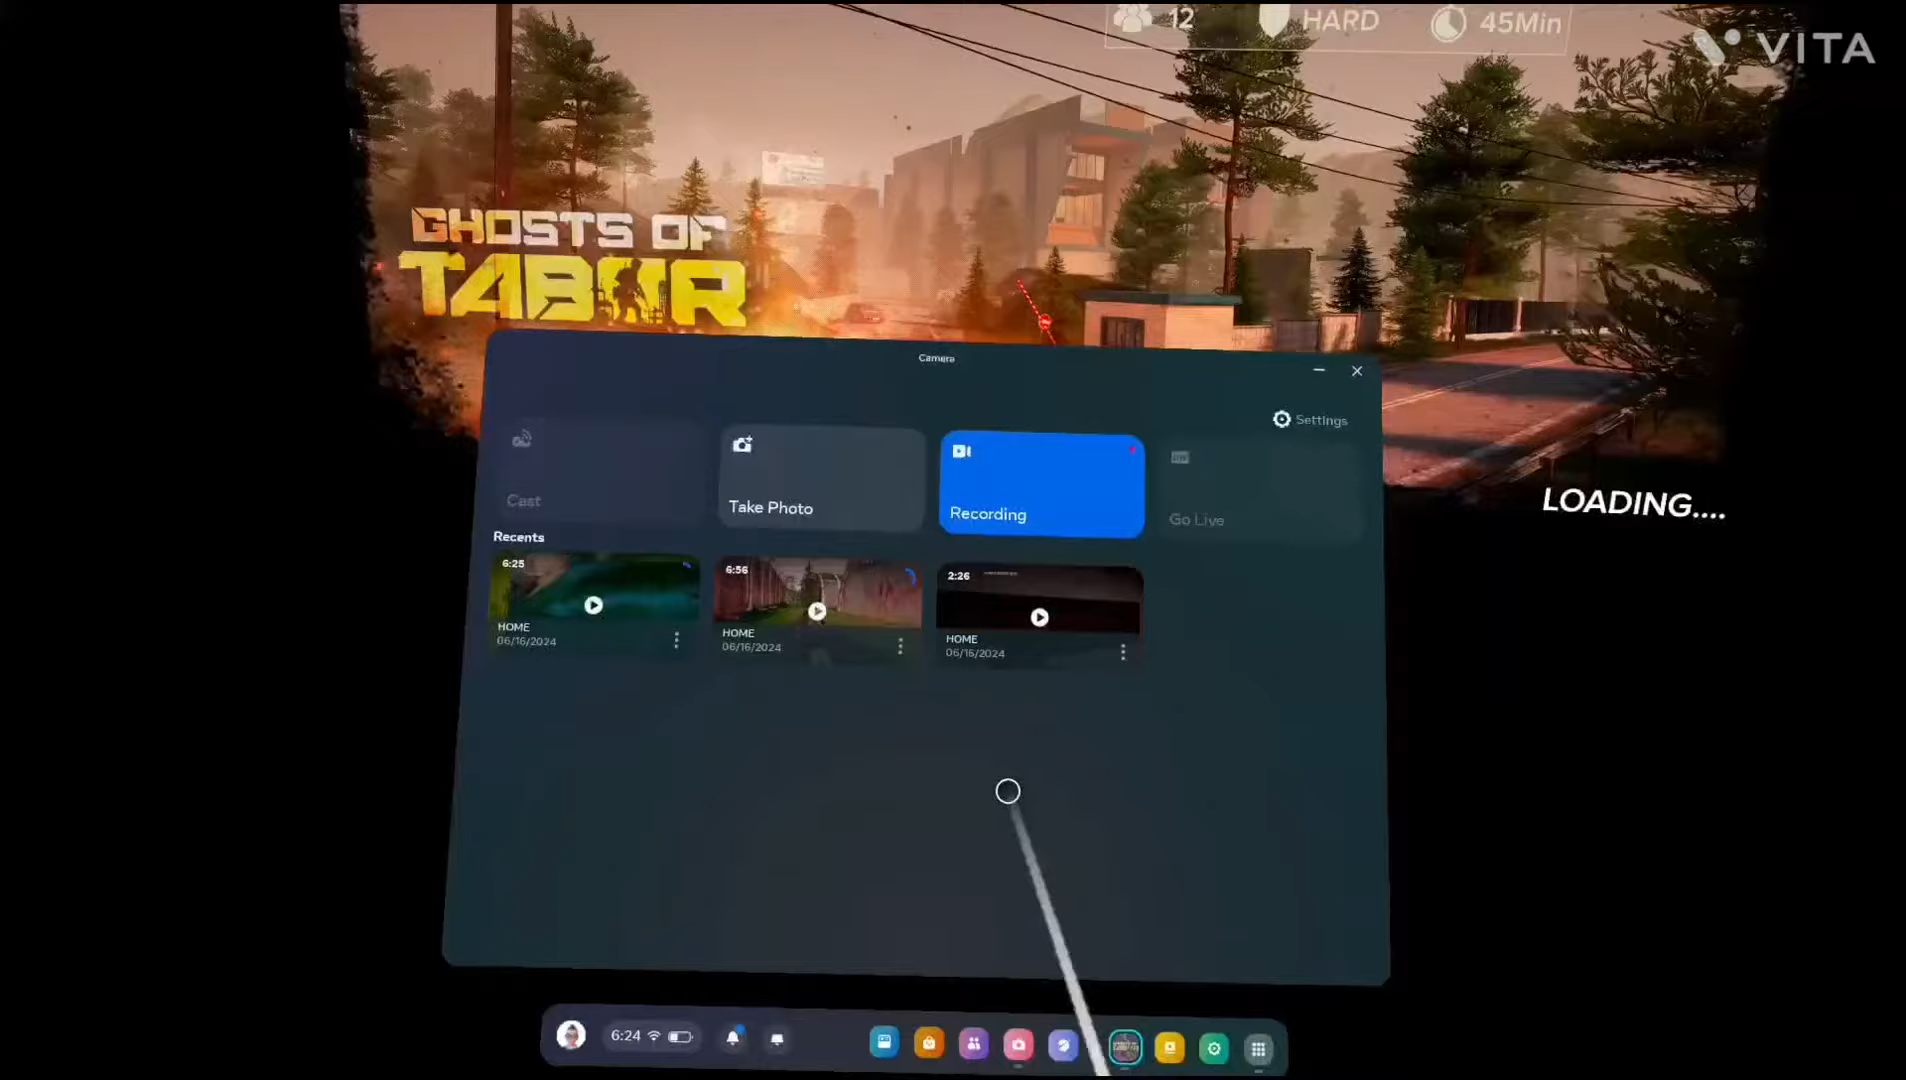 12 HARD 45Min
VITA
GHOSTS OF
TABOR
Camera
Settings
Cast
Take Photo
Recording
Go Live
LOADING....
Recents
6:25
6:56
2:26
HOME
06/16/2024
HOME
06/16/2024
HOME
06/16/2024
6:24